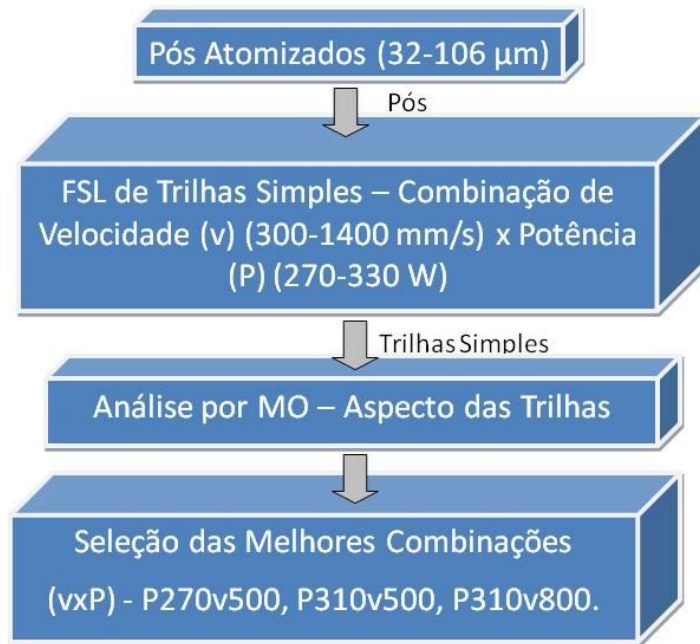 Pós Atomizados (32-106 µm)
Pós
FSL de Trilhas Simples – Combinação de
Velocidade (v) (300-1400 mm/s) x Potência
(P) (270-330 W)
Trilhas Simples
Análise por MO – Aspecto das Trilhas
Seleção das Melhores Combinações
(vxP) - P270v500, P310v500, P310v800.